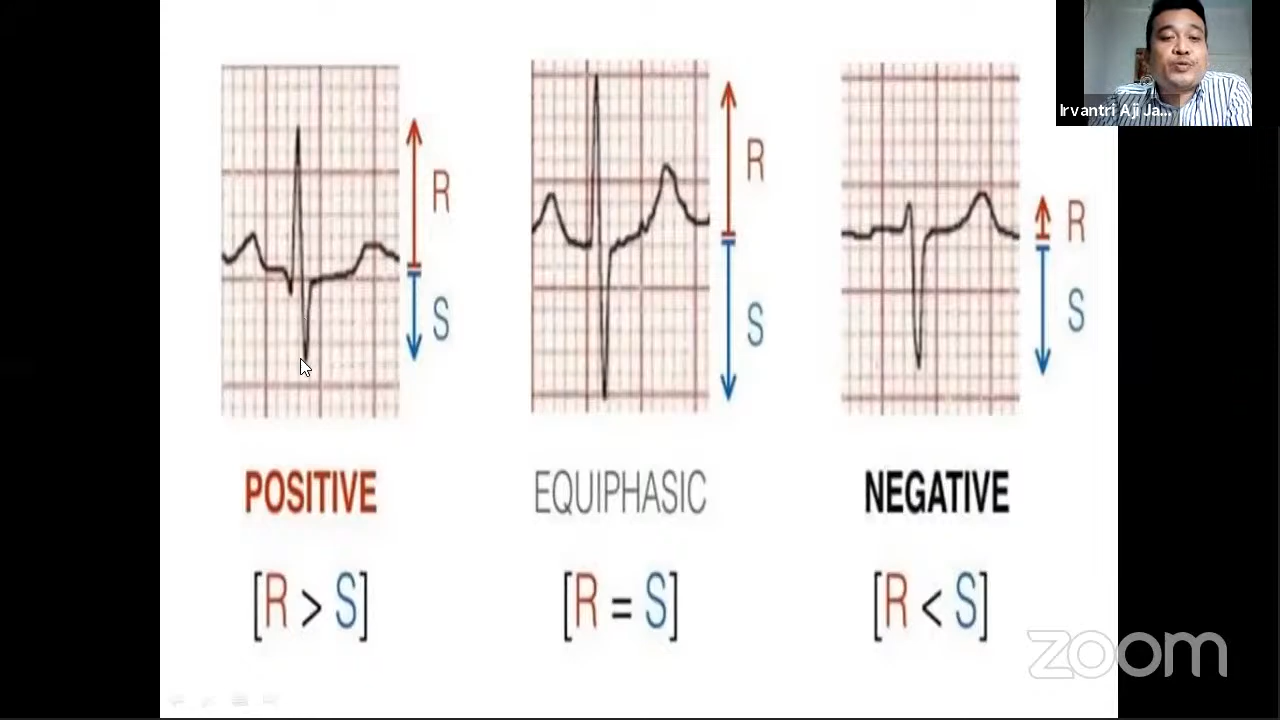 Irvantri Aji Ja...
R
S
R
S
R
S
POSITIVE
EQUIPHASIC
NEGATIVE
[R > S]
[R = S]
[R < S]
zoom